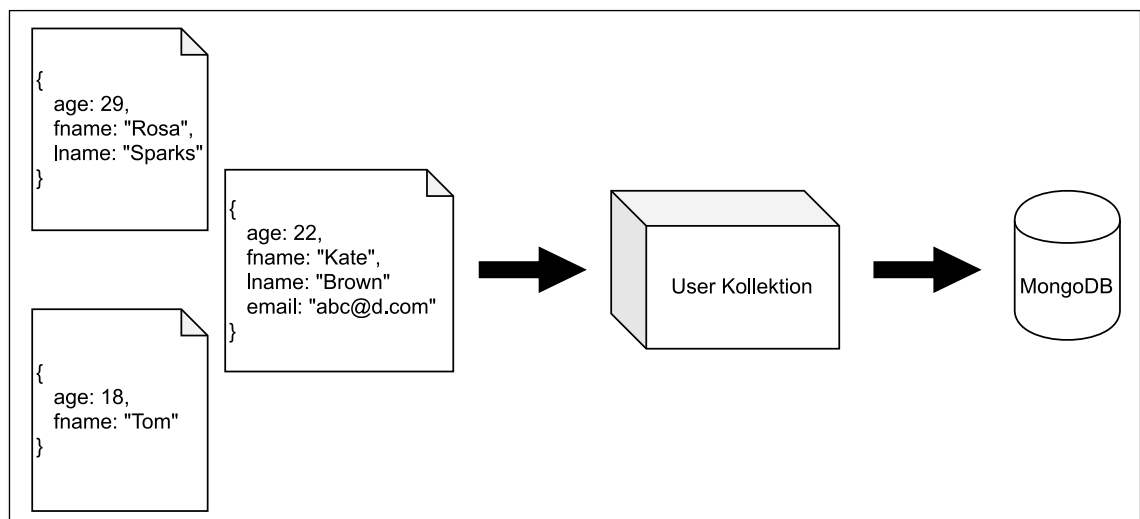 {
age: 29,
fname: "Rosa",
lname: "Sparks"
}
{
age: 22,
fname: "Kate",
lname: "Brown"
email: "abc@d.com"
}
{
age: 18,
fname: "Tom"
}
User Kollektion
MongoDB